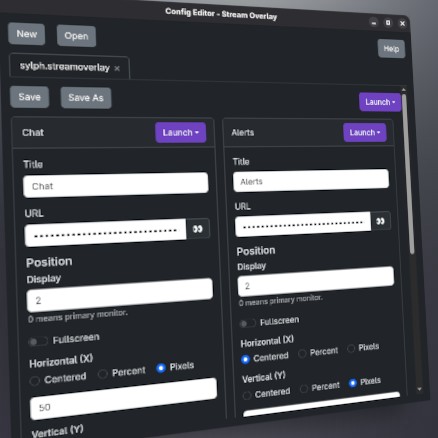 Config Editor - Stream Overlay
New Open Help
sylph.streamoverlay ×
Save Save As Launch
Chat Launch
Title
Chat
URL
Position
Display
2
0 means primary monitor.
Fullscreen
Horizontal (X)
Centered Percent Pixels
50
Vertical (Y)
Alerts Launch
Title
Alerts
URL
Position
Display
2
0 means primary monitor.
Fullscreen
Horizontal (X)
Centered Percent Pixels
Vertical (Y)
Centered Percent Pixels